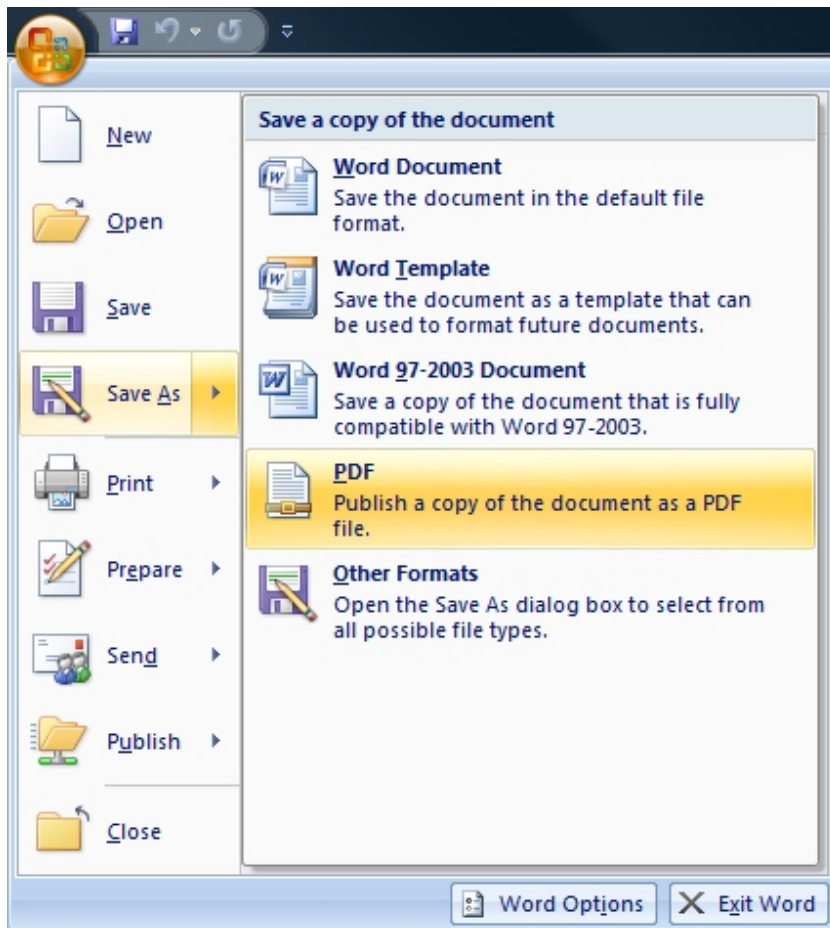 New
Open
Save
Save As
Print
Prepare
Send
Publish
Close
Save a copy of the document
Word Document
Save the document in the default file
format.
Word Template
Save the document as a template that can
be used to format future documents.
Word 97-2003 Document
Save a copy of the document that is fully
compatible with Word 97-2003.
PDF
Publish a copy of the document as a PDF
file.
Other Formats
Open the Save As dialog box to select from
all possible file types.
Word Options
Exit Word